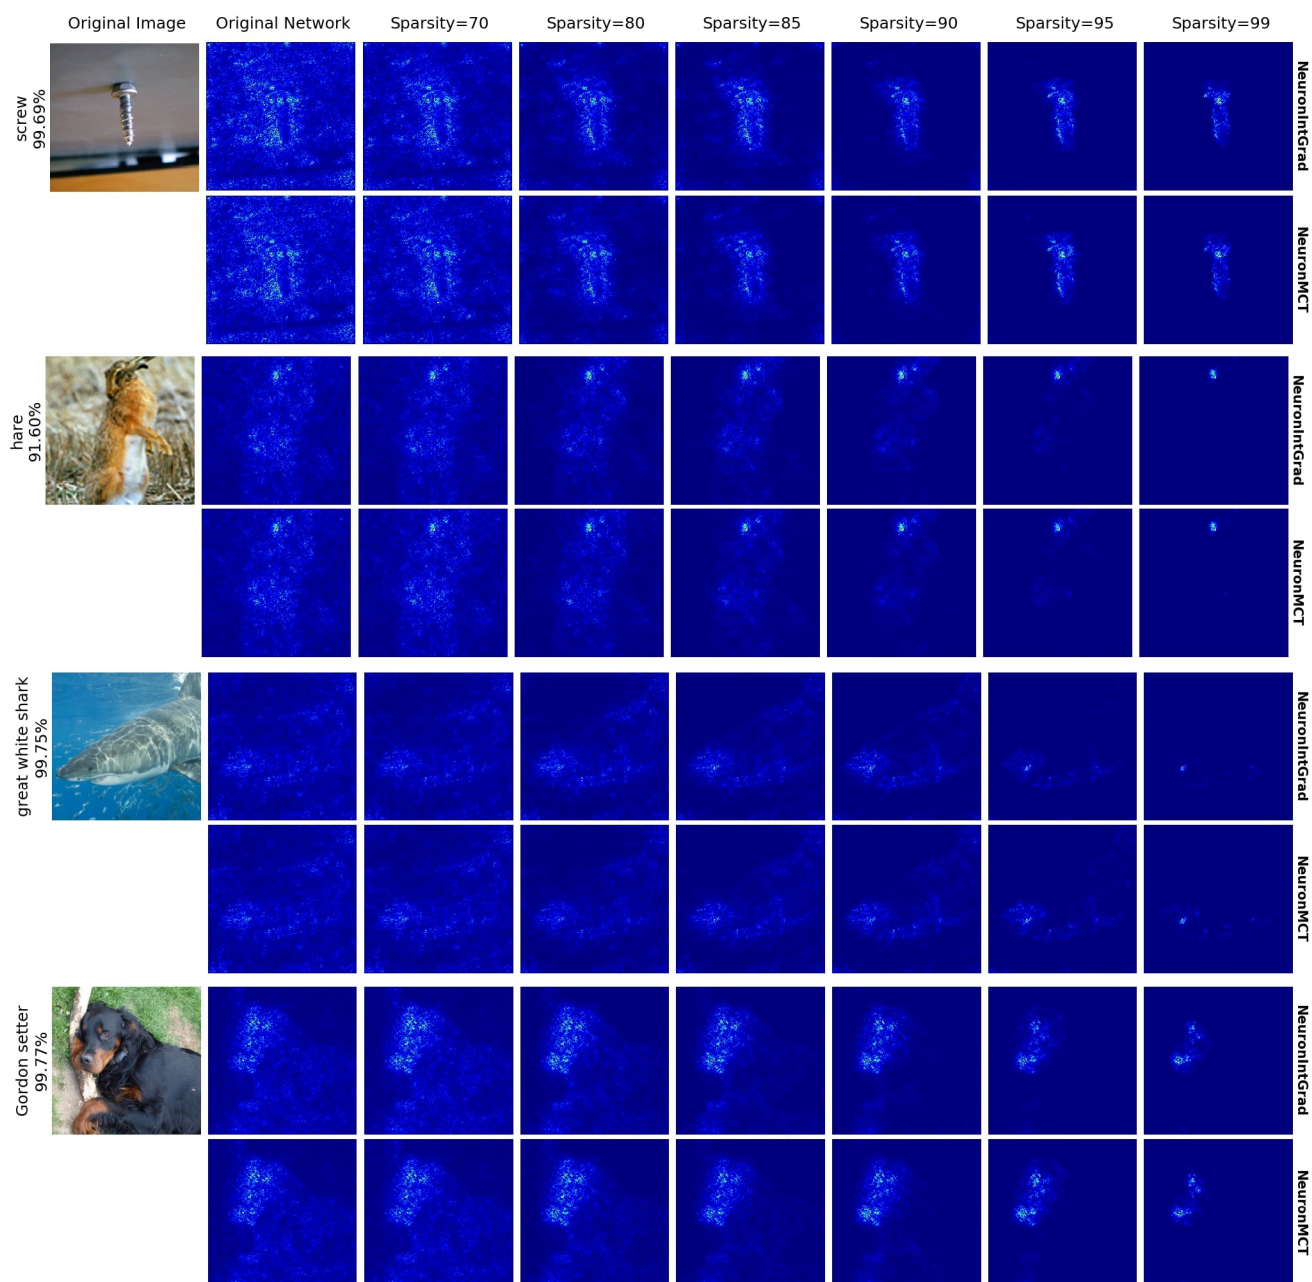 Original Image Original Network Sparsity=70 Sparsity=80 Sparsity=85 Sparsity=90 Sparsity=95 Sparsity=99
screw
99.69%
NeuronIntGrad
NeuronMCT
hare
91.60%
NeuronIntGrad
NeuronMCT
great white shark
99.75%
NeuronIntGrad
NeuronMCT
Gordon setter
99.77%
NeuronIntGrad
NeuronMCT